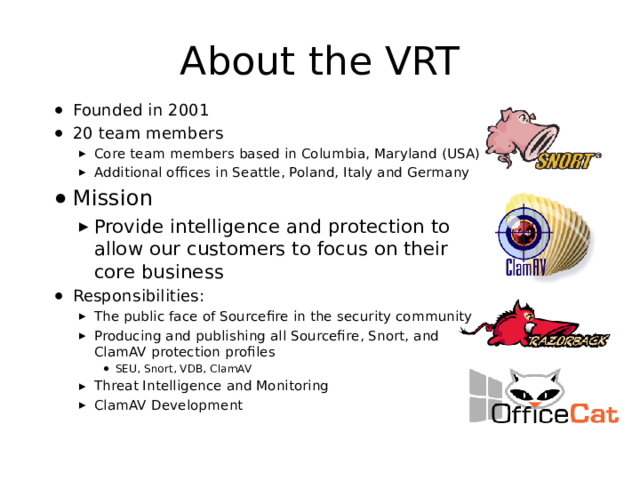 About the VRT
• Founded in 2001
• 20 team members
▸ Core team members based in Columbia, Maryland (USA)
▸ Additional offices in Seattle, Poland, Italy and Germany
• Mission
▸ Provide intelligence and protection to
allow our customers to focus on their
core business
• Responsibilities:
▸ The public face of Sourcefire in the security community
▸ Producing and publishing all Sourcefire, Snort, and
ClamAV protection profiles
• SEU, Snort, VDB, ClamAV
▸ Threat Intelligence and Monitoring
▸ ClamAV Development
SNORT
ClamAV
RAZORBACK
OfficeCat